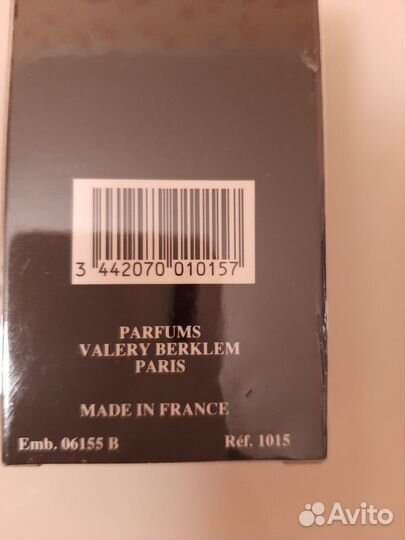 3 442070 010157
PARFUMS
VALERY BERKLEM
PARIS
MADE IN FRANCE
Emb. 06155 B Réf. 1015
Avito